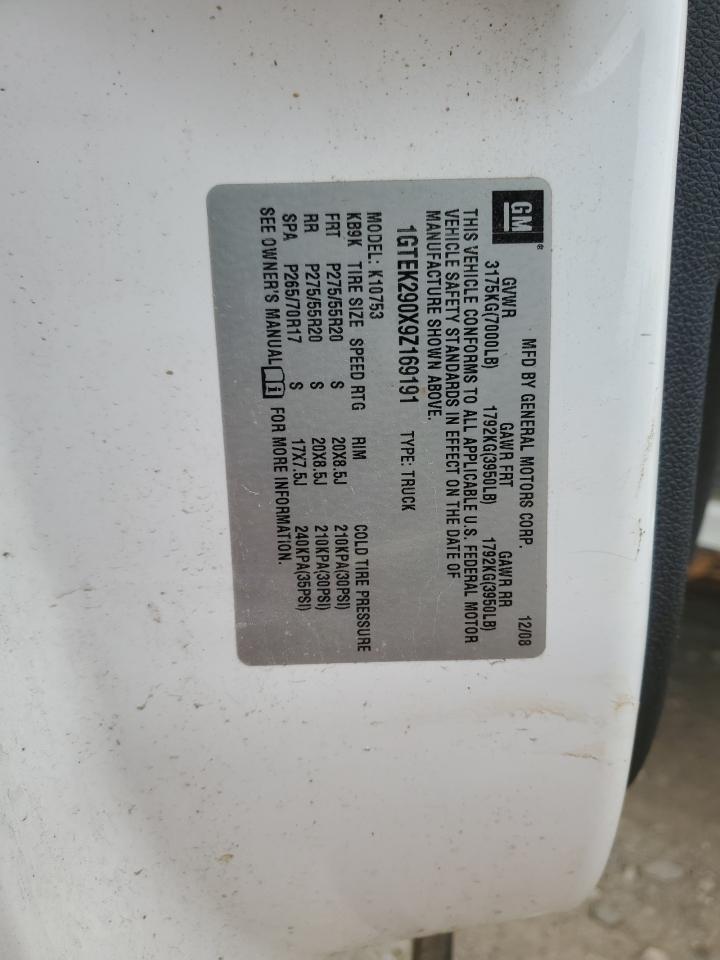 GM®
MFD BY GENERAL MOTORS CORP. 12/08
GVWR GAWR FRT GAWR RR
3175KG(7000LB) 1792KG(3950LB) 1792KG(3950LB)
THIS VEHICLE CONFORMS TO ALL APPLICABLE U.S. FEDERAL MOTOR
VEHICLE SAFETY STANDARDS IN EFFECT ON THE DATE OF
MANUFACTURE SHOWN ABOVE.
1GTEK290X9Z169191 TYPE: TRUCK
MODEL: K10753
KB9K TIRE SIZE SPEED RTG RIM COLD TIRE PRESSURE
FRT P275/55R20 S 20X8.5J 210KPA(30PSI)
RR P275/55R20 S 20X8.5J 210KPA(30PSI)
SPA P265/70R17 S 17X7.5J 240KPA(35PSI)
SEE OWNER'S MANUAL i FOR MORE INFORMATION.